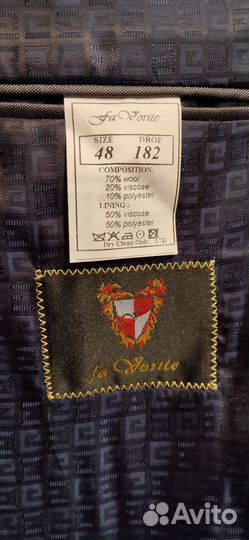 Fa Vorite
SIZE DROP
48 182
COMPOSITION:
70% wool
20% viscose
10% polyester
LINING :
50% viscose
50% polyester
Dry Clean Only 17D
fa Vorite
Avito